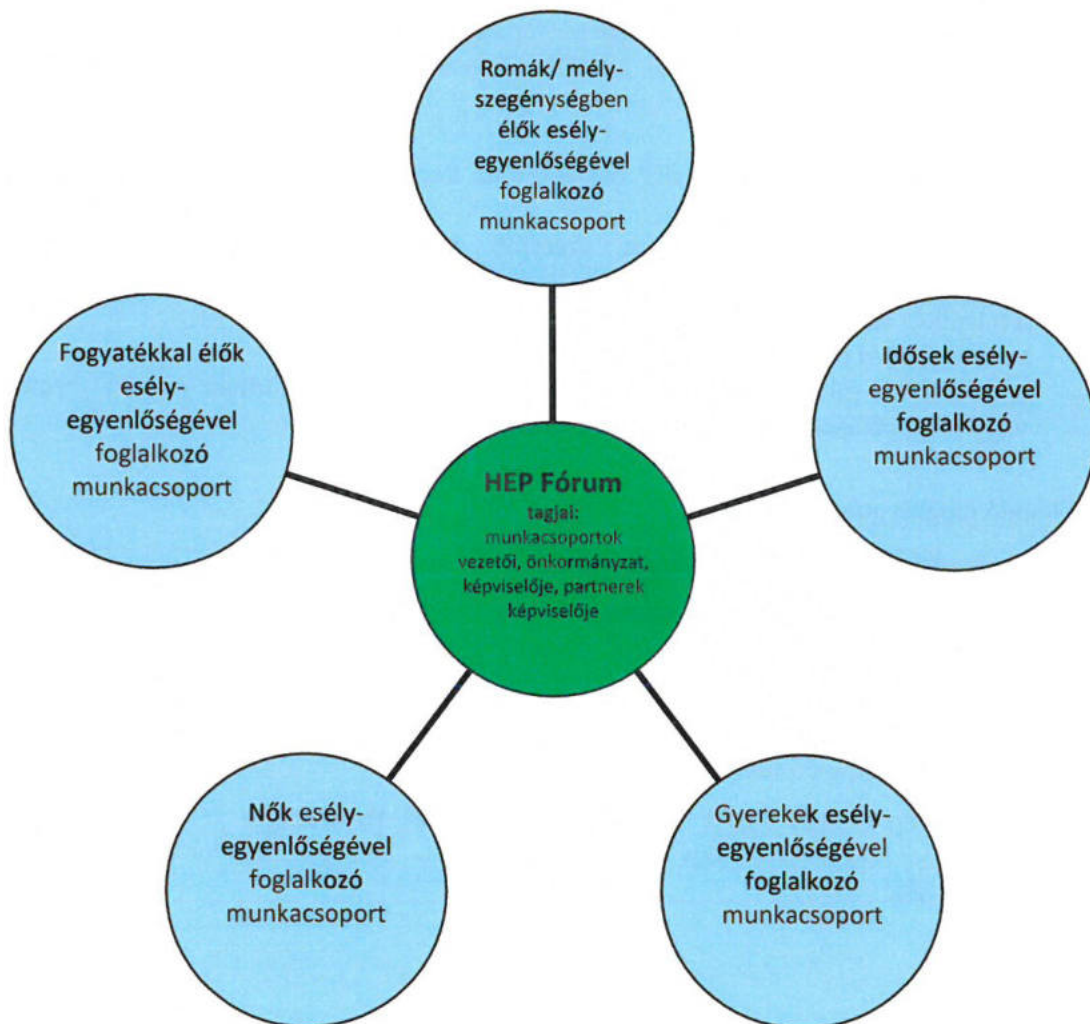 Romák/ mély-
szegénységben
élők esély-
egyenlőségével
foglalkozó
munkacsoport
Fogyatékkal élők
esély-
egyenlőségével
foglalkozó
munkacsoport
Idősek esély-
egyenlőségével
foglalkozó
munkacsoport
HEP Fórum
tagjai:
munkacsoportok
vezetői, önkormányzat,
képviselője, partnerek
képviselője
Nők esély-
egyenlőségével
foglalkozó
munkacsoport
Gyerekek esély-
egyenlőségével
foglalkozó
munkacsoport